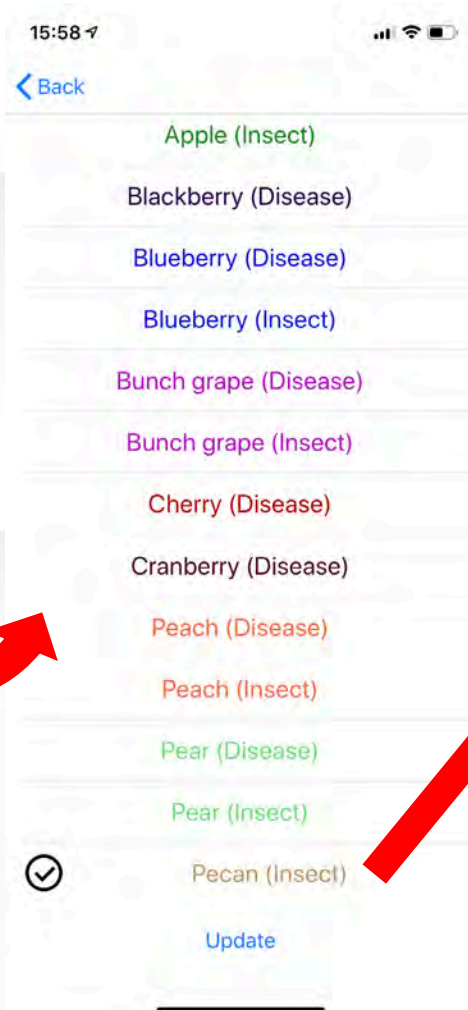 15:58
Back
Apple (Insect)
Blackberry (Disease)
Blueberry (Disease)
Blueberry (Insect)
Bunch grape (Disease)
Bunch grape (Insect)
Cherry (Disease)
Cranberry (Disease)
Peach (Disease)
Peach (Insect)
Pear (Disease)
Pear (Insect)
Pecan (Insect)
Update